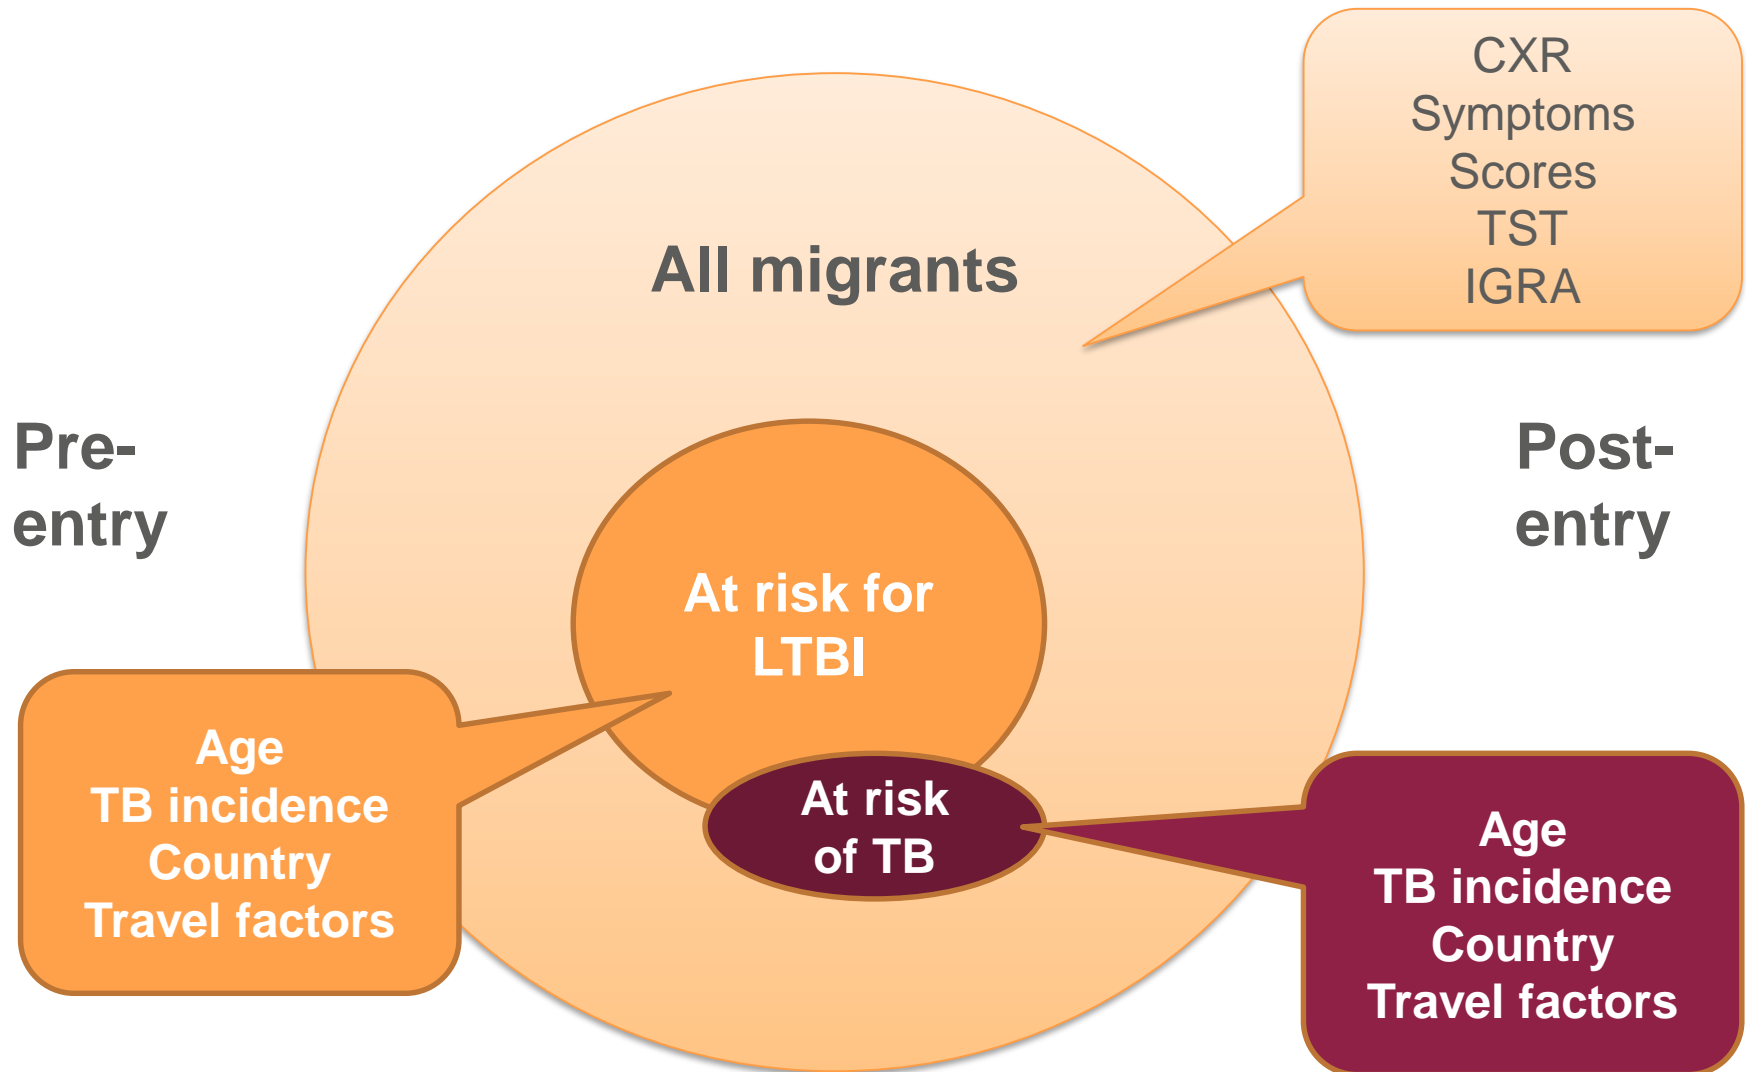 CXR
Symptoms
Scores
TST
IGRA
All migrants
Pre-
entry
Post-
entry
At risk for
LTBI
Age
TB incidence
Country
Travel factors
At risk
of TB
Age
TB incidence
Country
Travel factors